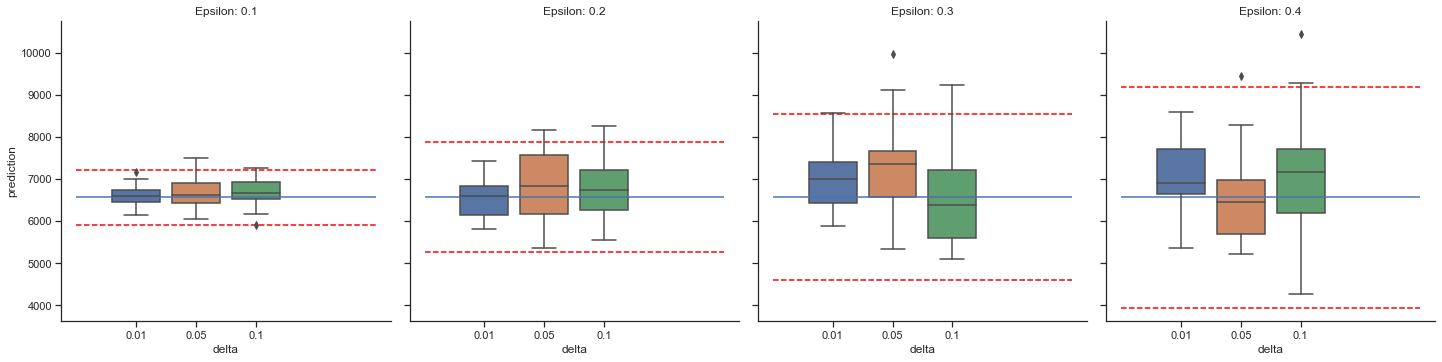 Epsilon: 0.1
Epsilon: 0.2
Epsilon: 0.3
Epsilon: 0.4
prediction
10000
9000
8000
7000
6000
5000
4000
0.01 0.05 0.1
0.01 0.05 0.1
0.01 0.05 0.1
0.01 0.05 0.1
delta
delta
delta
delta